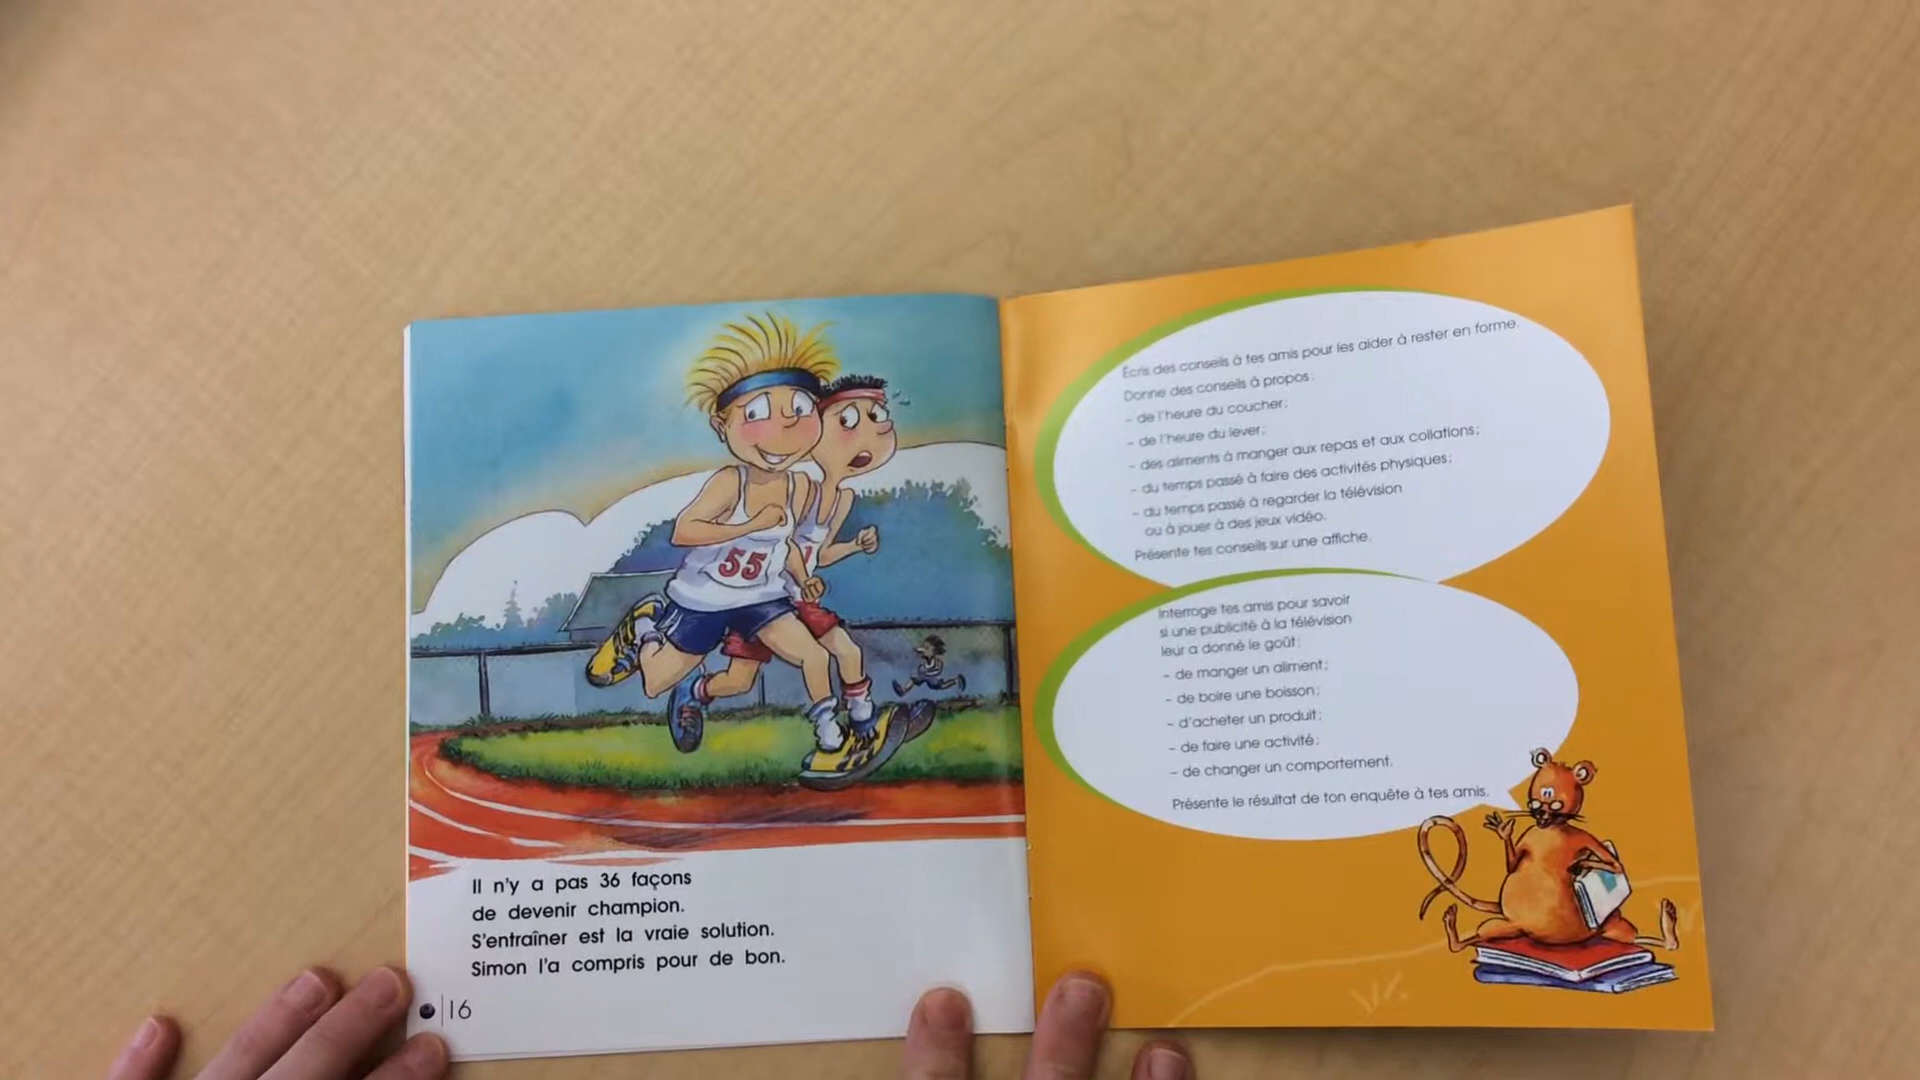 55
Il n'y a pas 36 façons
de devenir champion.
S'entraîner est la vraie solution.
Simon l'a compris pour de bon.
16
Écris des conseils à tes amis pour les aider à rester en forme.
Donne des conseils à propos :
- de l'heure du coucher;
- de l'heure du lever;
- des aliments à manger aux repas et aux collations;
- du temps passé à faire des activités physiques;
- du temps passé à regarder la télévision
ou à jouer à des jeux vidéo.
Présente tes conseils sur une affiche.
Interroge tes amis pour savoir
si une publicité à la télévision
leur a donné le goût :
- de manger un aliment;
- de boire une boisson;
- d'acheter un produit;
- de faire une activité;
- de changer un comportement.
Présente le résultat de ton enquête à tes amis.